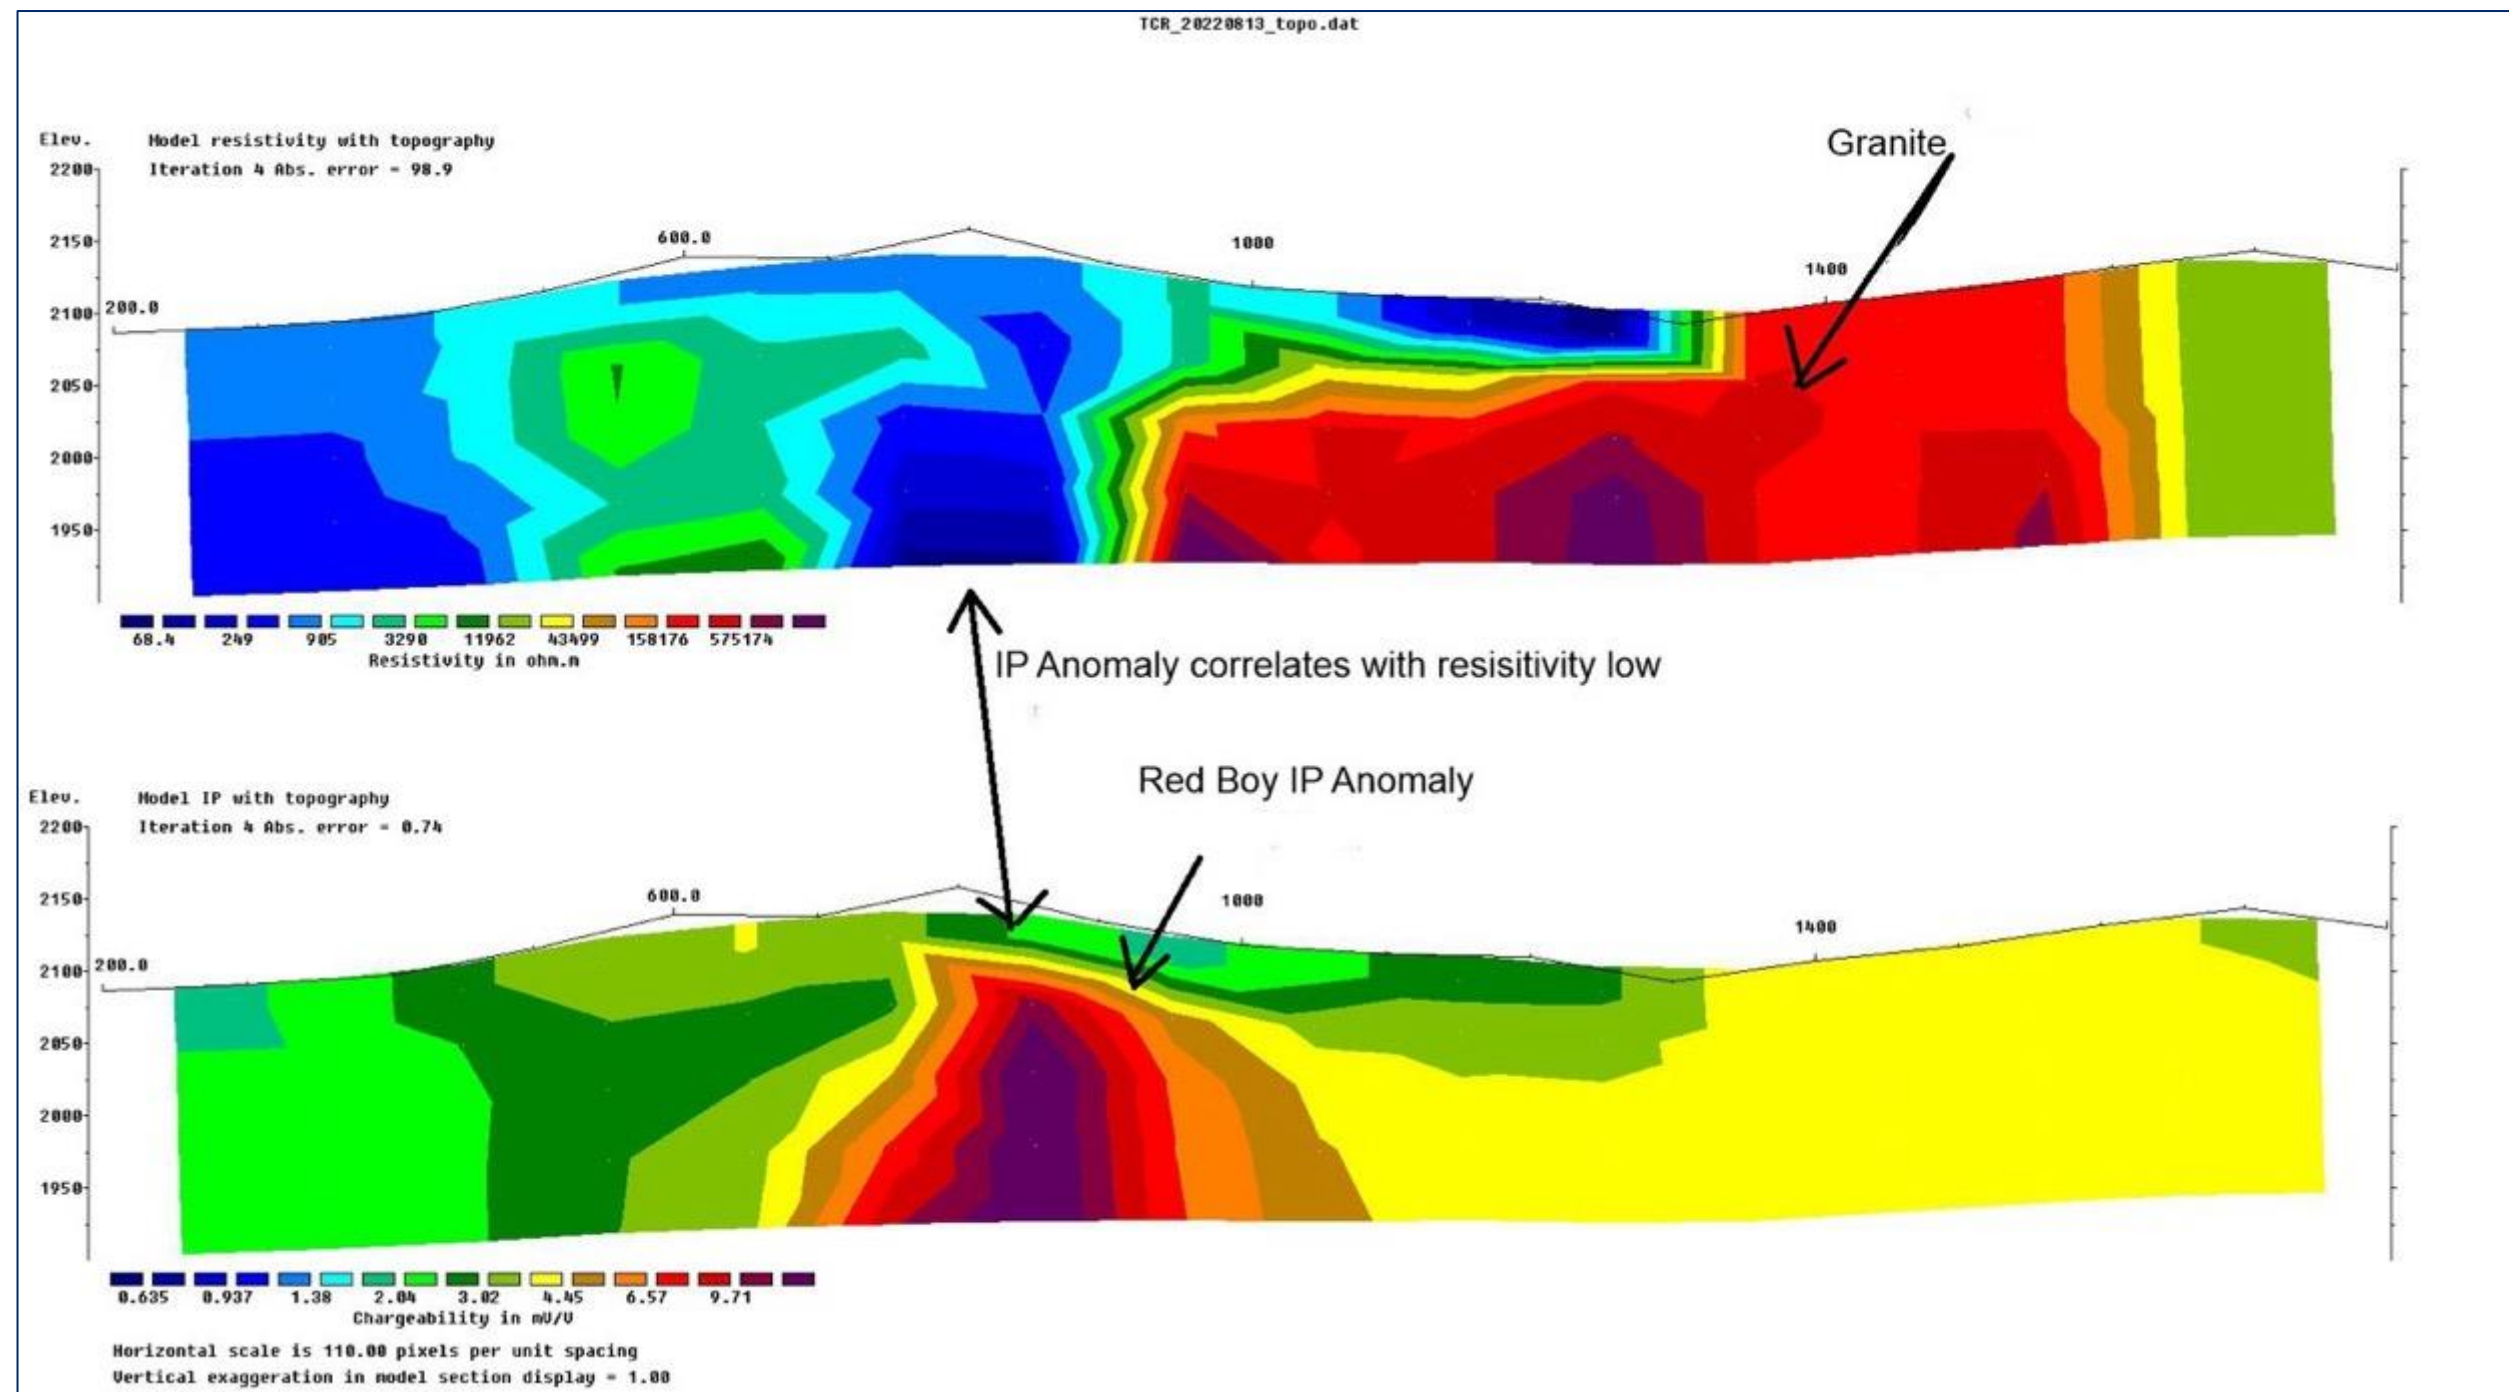 TCR_20220813_topo.dat
Elev. Model resistivity with topography
Iteration 4 Abs. error = 98.9
2200
2150
2100
2050
2000
1950
200.0
600.0
1000
1400
Granite
68.4 249 905 3290 11962 43499 158176 575174
Resistivity in ohm.m
IP Anomaly correlates with resisitivity low
Red Boy IP Anomaly
Elev. Model IP with topography
Iteration 4 Abs. error = 0.74
2200
2150
2100
2050
2000
1950
200.0
600.0
1000
1400
0.635 0.937 1.38 2.04 3.02 4.45 6.57 9.71
Chargeability in mV/V
Horizontal scale is 110.00 pixels per unit spacing
Vertical exaggeration in model section display = 1.00